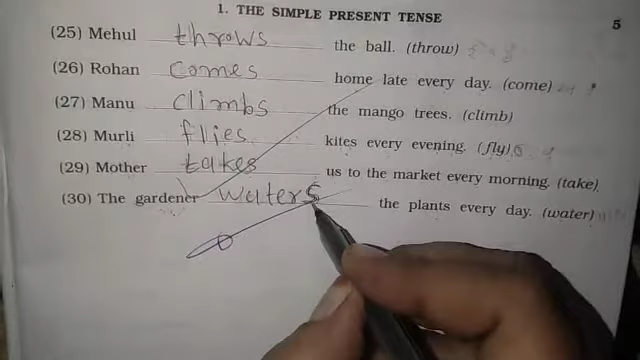 1. THE SIMPLE PRESENT TENSE 5
(25) Mehul throws the ball. (throw)
(26) Rohan comes home late every day. (come)
(27) Manu climbs the mango trees. (climb)
(28) Murli flies kites every evening. (fly)
(29) Mother takes us to the market every morning. (take)
(30) The gardener waters the plants every day. (water)